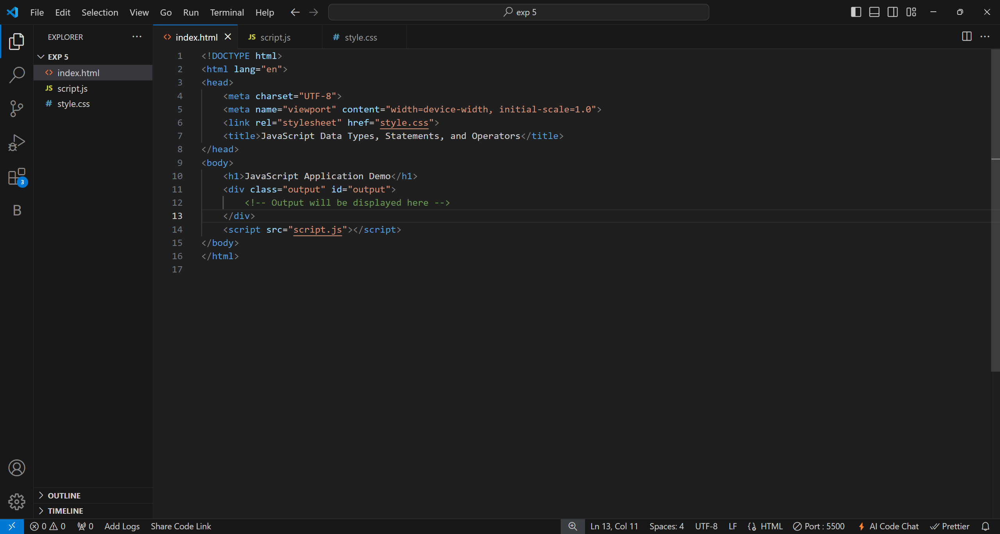 File Edit Selection View Go Run Terminal Help exp 5
EXPLORER
EXP 5
index.html
script.js
style.css
OUTLINE
TIMELINE
3
B
index.html JS script.js # style.css
JS
#
1 <!DOCTYPE html>
2 <html lang="en">
3 <head>
4     <meta charset="UTF-8">
5     <meta name="viewport" content="width=device-width, initial-scale=1.0">
6     <link rel="stylesheet" href="style.css">
7     <title>JavaScript Data Types, Statements, and Operators</title>
8 </head>
9 <body>
10     <h1>JavaScript Application Demo</h1>
11     <div class="output" id="output">
12         <!-- Output will be displayed here -->
13     </div>
14     <script src="script.js"></script>
15 </body>
16 </html>
17
0 0 0 Add Logs Share Code Link Ln 13, Col 11 Spaces: 4 UTF-8 LF HTML Port : 5500 AI Code Chat Prettier